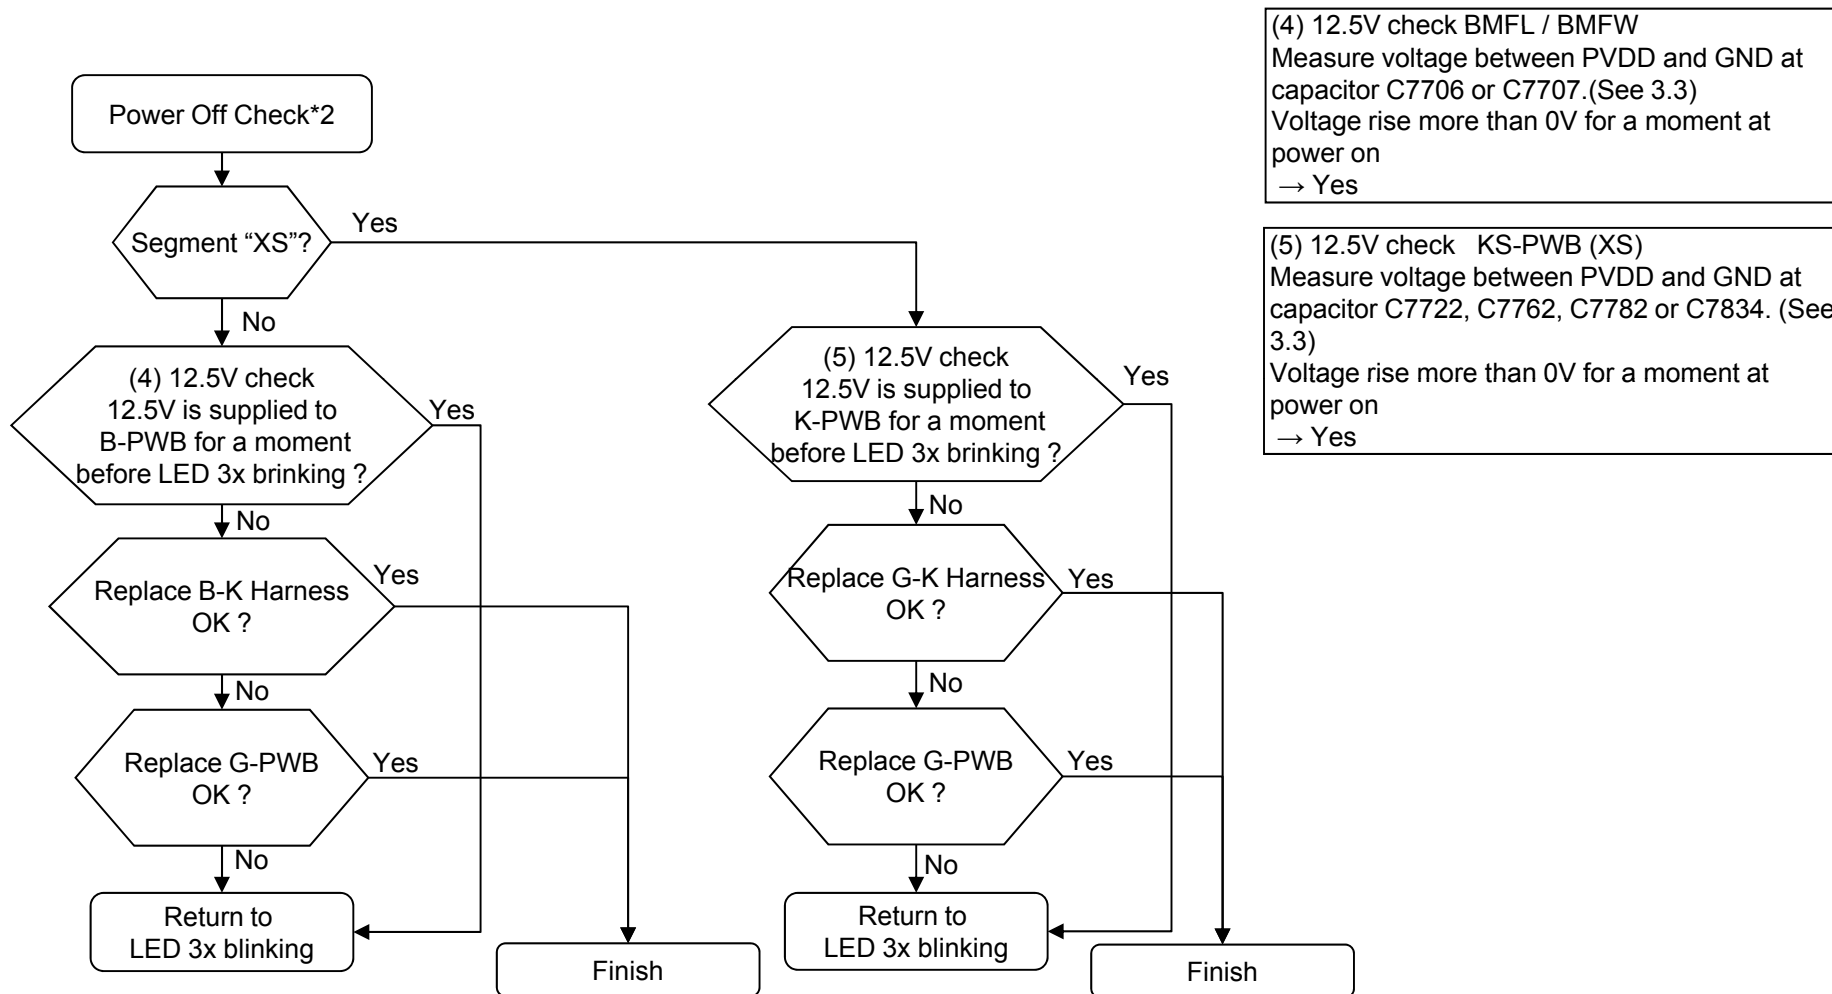 Power Off Check*2
Segment “XS”?
Yes
No
(4) 12.5V check
12.5V is supplied to
B-PWB for a moment
before LED 3x brinking ?
Yes
No
Replace B-K Harness
OK ?
Yes
No
Replace G-PWB
OK ?
Yes
No
Return to
LED 3x blinking
Finish
(5) 12.5V check
12.5V is supplied to
K-PWB for a moment
before LED 3x brinking ?
Yes
No
Replace G-K Harness
OK ?
Yes
No
Replace G-PWB
OK ?
Yes
No
Return to
LED 3x blinking
Finish
(4) 12.5V check BMFL / BMFW
Measure voltage between PVDD and GND at
capacitor C7706 or C7707.(See 3.3)
Voltage rise more than 0V for a moment at
power on
→ Yes
(5) 12.5V check   KS-PWB (XS)
Measure voltage between PVDD and GND at
capacitor C7722, C7762, C7782 or C7834. (See
3.3)
Voltage rise more than 0V for a moment at
power on
→ Yes